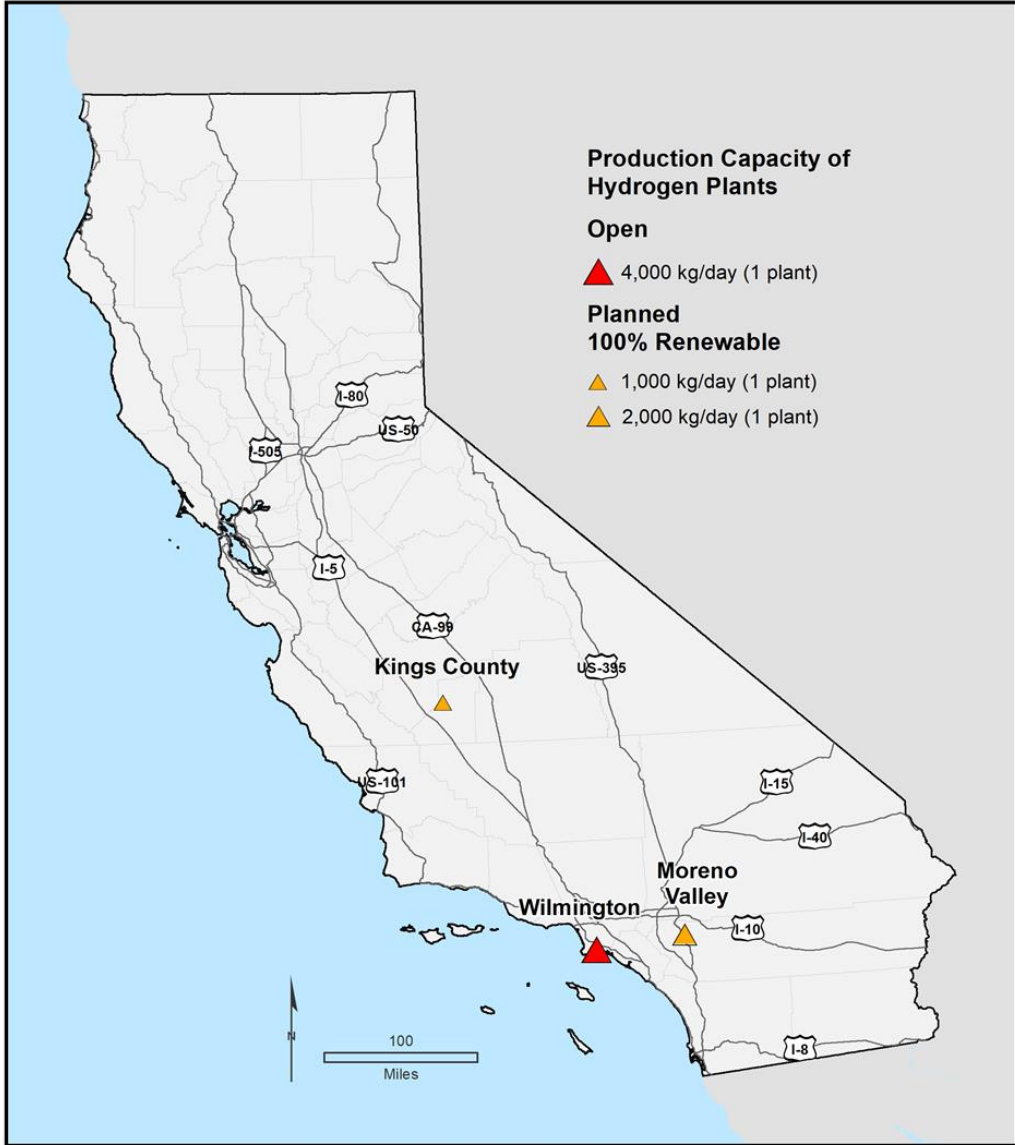 Production Capacity of
Hydrogen Plants
Open
4,000 kg/day (1 plant)
Planned
100% Renewable
1,000 kg/day (1 plant)
2,000 kg/day (1 plant)
I-80
US-50
I-505
I-5
CA-99
Kings County
US-395
US-101
I-15
I-40
Moreno
Valley
Wilmington
I-10
N
100
Miles
I-8